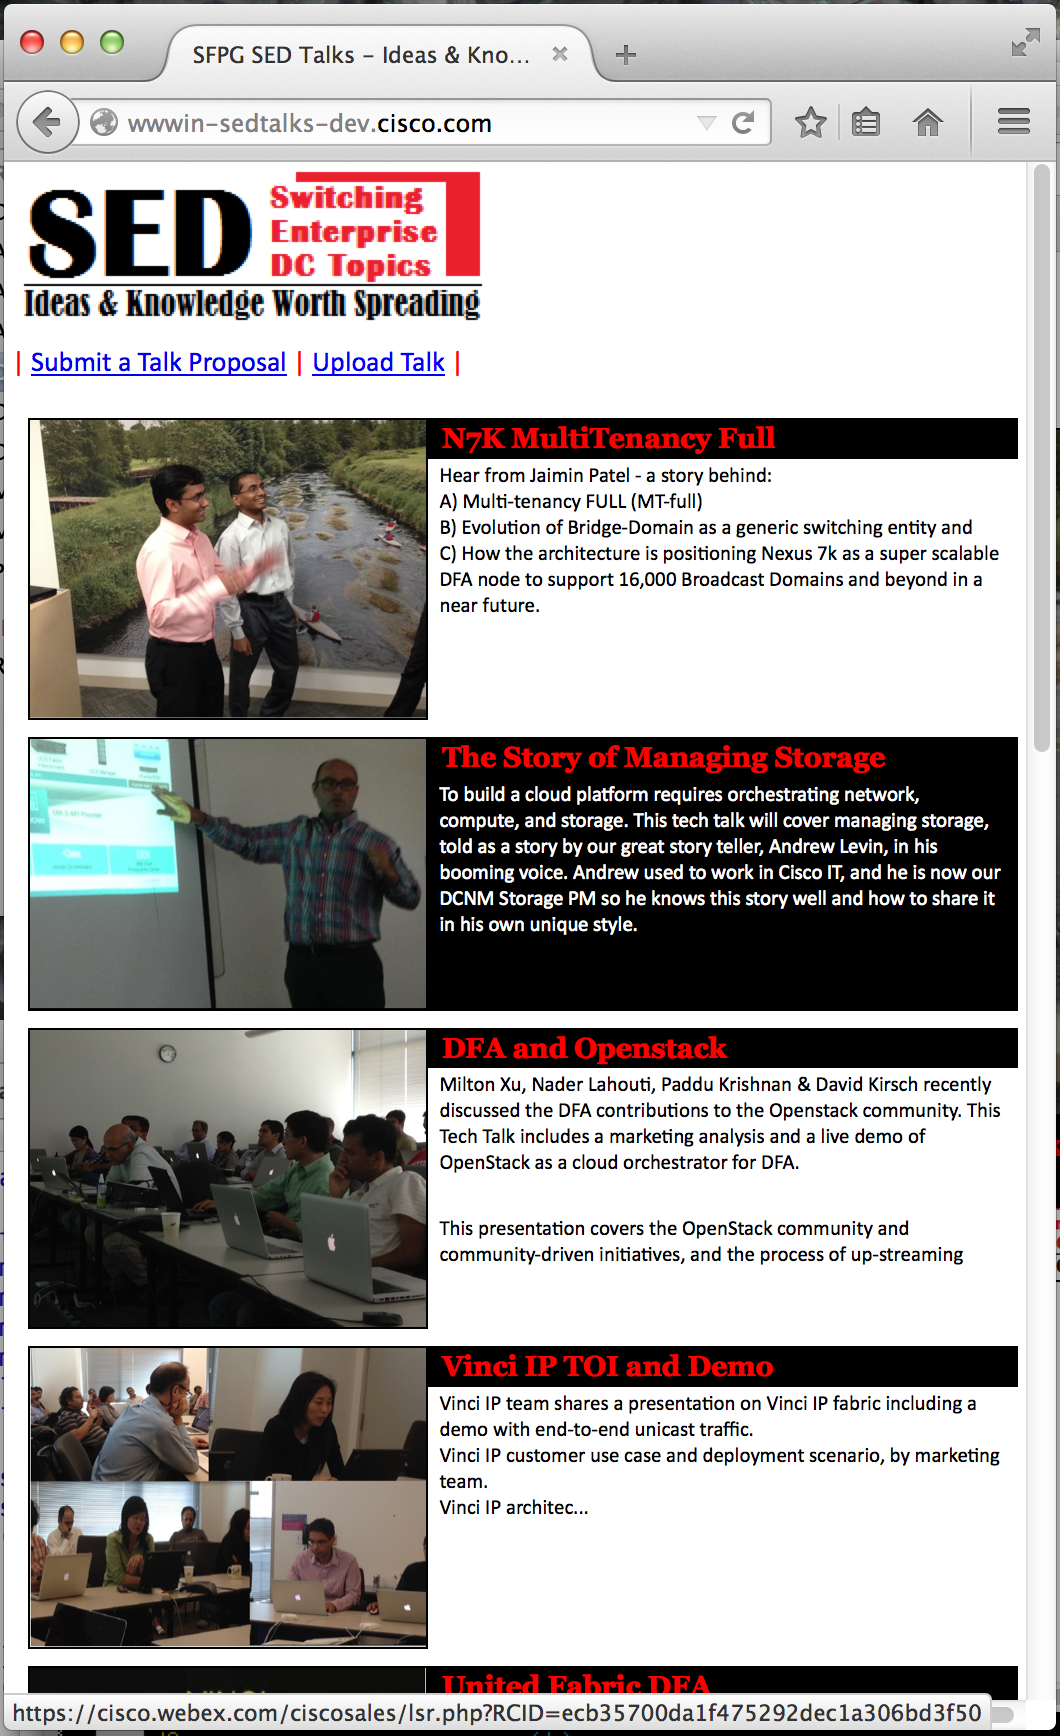 SFPG SED Talks – Ideas & Kno...
wwwin-sedtalks-dev.cisco.com
SED
Switching
Enterprise
DC Topics
Ideas & Knowledge Worth Spreading
| Submit a Talk Proposal | Upload Talk |
N7K MultiTenancy Full
Hear from Jaimin Patel - a story behind:
A) Multi-tenancy FULL (MT-full)
B) Evolution of Bridge-Domain as a generic switching entity and
C) How the architecture is positioning Nexus 7k as a super scalable
DFA node to support 16,000 Broadcast Domains and beyond in a
near future.
The Story of Managing Storage
To build a cloud platform requires orchestrating network,
compute, and storage. This tech talk will cover managing storage,
told as a story by our great story teller, Andrew Levin, in his
booming voice. Andrew used to work in Cisco IT, and he is now our
DCNM Storage PM so he knows this story well and how to share it
in his own unique style.
DFA and Openstack
Milton Xu, Nader Lahouti, Paddu Krishnan & David Kirsch recently
discussed the DFA contributions to the Openstack community. This
Tech Talk includes a marketing analysis and a live demo of
OpenStack as a cloud orchestrator for DFA.
This presentation covers the OpenStack community and
community-driven initiatives, and the process of up-streaming
Vinci IP TOI and Demo
Vinci IP team shares a presentation on Vinci IP fabric including a
demo with end-to-end unicast traffic.
Vinci IP customer use case and deployment scenario, by marketing
team.
Vinci IP architec...
United Fabric DFA
https://cisco.webex.com/ciscosales/lsr.php?RCID=ecb35700da1f475292dec1a306bd3f50